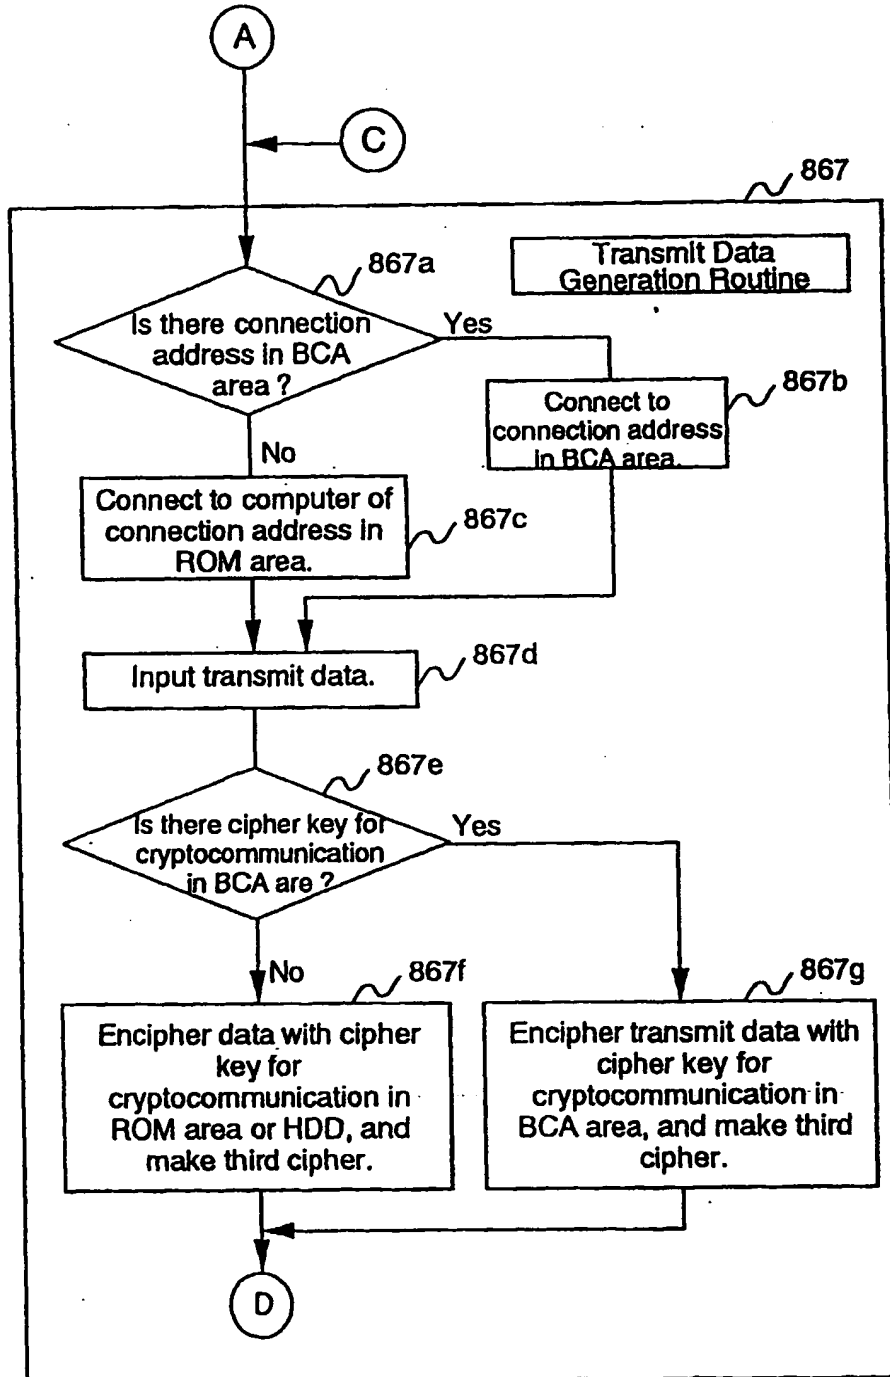 A
C
867
Transmit Data
Generation Routine
867a
Is there connection
address in BCA
area ?
Yes
867b
Connect to
connection address
in BCA area.
No
Connect to computer of
connection address in
ROM area.
867c
Input transmit data.
867d
867e
Is there cipher key for
cryptocommunication
in BCA are ?
Yes
No
867f
867g
Encipher data with cipher
key for
cryptocommunication in
ROM area or HDD, and
make third cipher.
Encipher transmit data with
cipher key for
cryptocommunication in
BCA area, and make third
cipher.
D